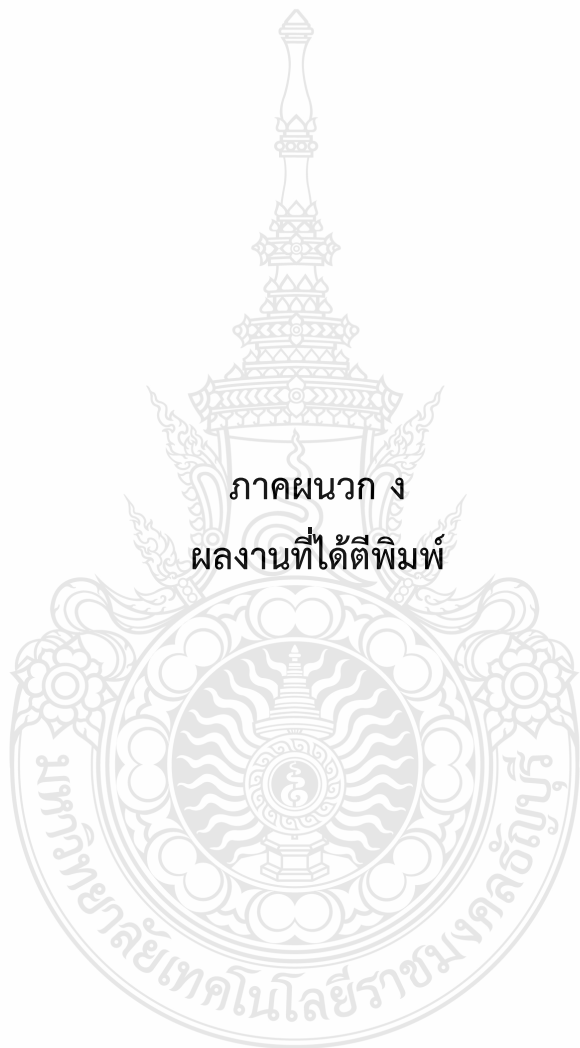 ภาคผนวก ง
ผลงานที่ได้ตีพิมพ์
มหาวิทยาลัยเทคโนโลยีราชมงคลธัญบุรี